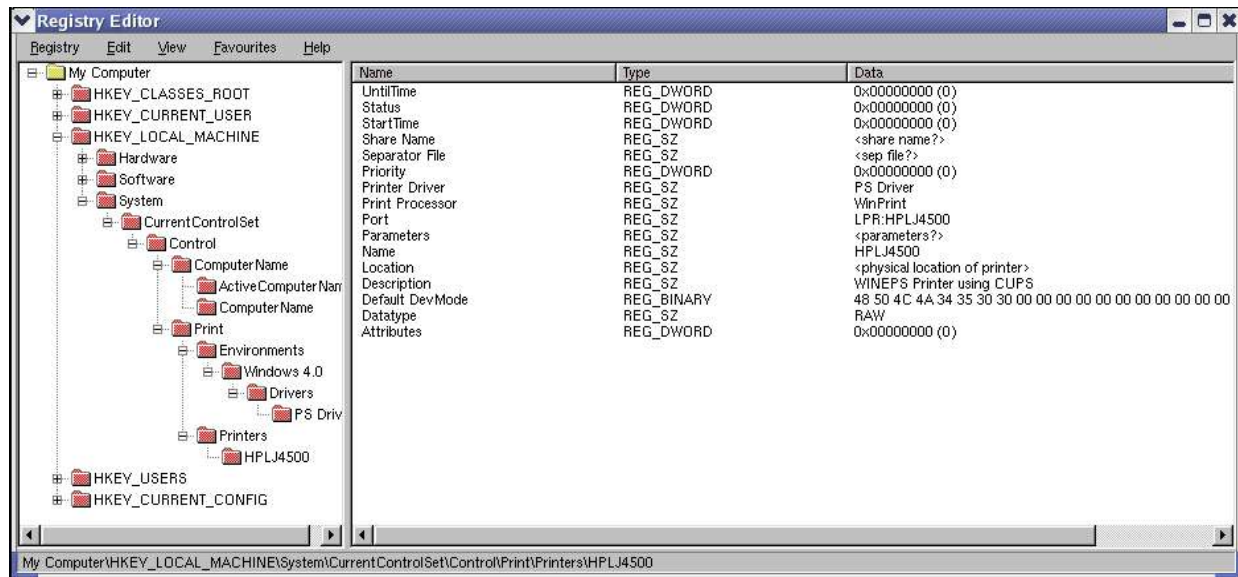 Registry Editor
Registry Edit View Favourites Help
My Computer
HKEY_CLASSES_ROOT
HKEY_CURRENT_USER
HKEY_LOCAL_MACHINE
Hardware
Software
System
CurrentControlSet
Control
ComputerName
ActiveComputerNam
ComputerName
Print
Environments
Windows 4.0
Drivers
PS Driv
Printers
HPLJ4500
HKEY_USERS
HKEY_CURRENT_CONFIG
Name Type Data
UntilTime REG_DWORD 0x00000000 (0)
Status REG_DWORD 0x00000000 (0)
StartTime REG_DWORD 0x00000000 (0)
Share Name REG_SZ <share name?>
Separator File REG_SZ <sep file?>
Priority REG_DWORD 0x00000000 (0)
Printer Driver REG_SZ PS Driver
Print Processor REG_SZ WinPrint
Port REG_SZ LPR:HPLJ4500
Parameters REG_SZ <parameters?>
Name REG_SZ HPLJ4500
Location REG_SZ <physical location of printer>
Description REG_SZ WINEPS Printer using CUPS
Default DevMode REG_BINARY 48 50 4C 4A 34 35 30 30 00 00 00 00 00 00 00 00 00 00 00
Datatype REG_SZ RAW
Attributes REG_DWORD 0x00000000 (0)
My Computer\HKEY_LOCAL_MACHINE\System\CurrentControlSet\Control\Print\Printers\HPLJ4500